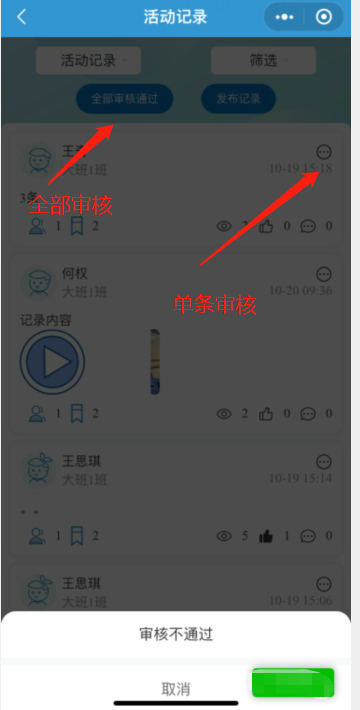 活动记录
活动记录 筛选
全部审核通过 发布记录
大班1班 10-19 15:18
3条
全部审核
1 2 2 0 0
单条审核
何权
大班1班 10-20 09:36
记录内容
1 2 2 0 0
王思琪
大班1班 10-19 15:14
。。
1 2 5 1 0
王思琪
大班1班 10-19 15:06
审核不通过
取消